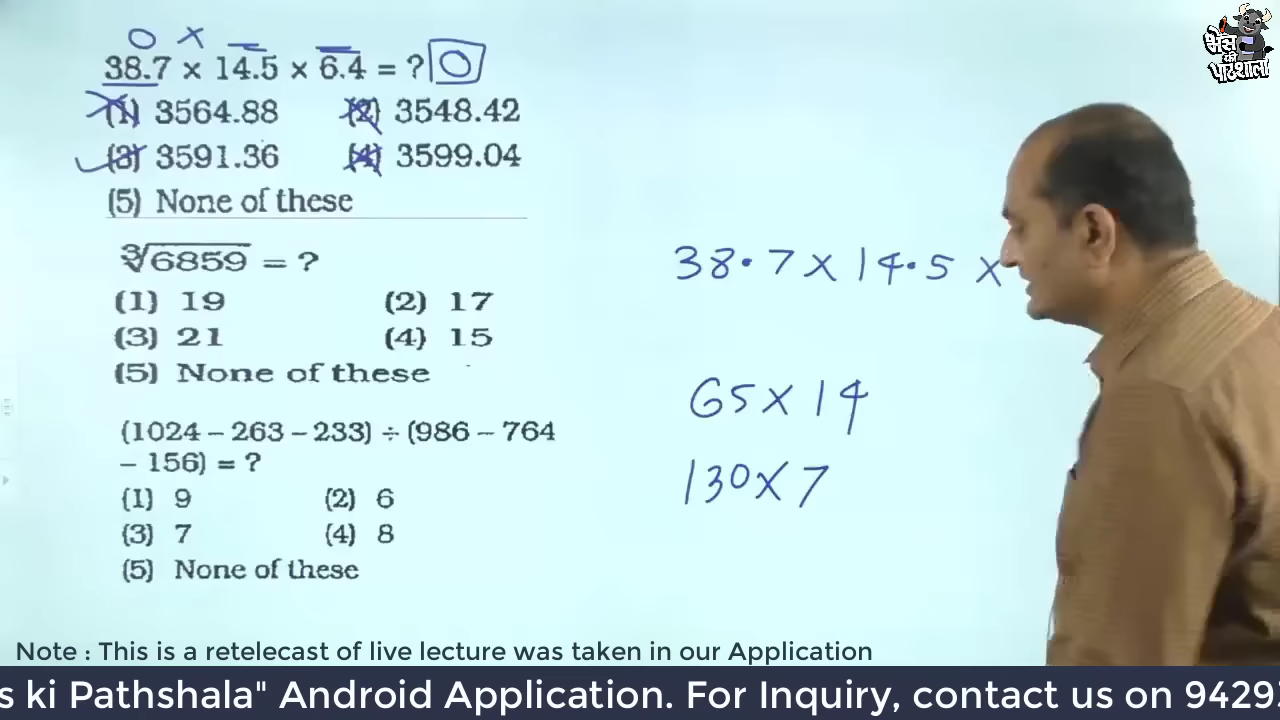 O ×
38.7 × 14.5 × 6.4 = ? 0
(1) 3564.88 (2) 3548.42
(3) 3591.36 (4) 3599.04
(5) None of these
∛6859 = ?
(1) 19 (2) 17
(3) 21 (4) 15
(5) None of these
(1024 – 263 – 233) ÷ (986 – 764
– 156) = ?
(1) 9 (2) 6
(3) 7 (4) 8
(5) None of these
38.7 × 14.5 ×
65 × 14
130 × 7
भैंस
की
पाठशाला
Note : This is a retelecast of live lecture was taken in our Application
s ki Pathshala" Android Application. For Inquiry, contact us on 9429